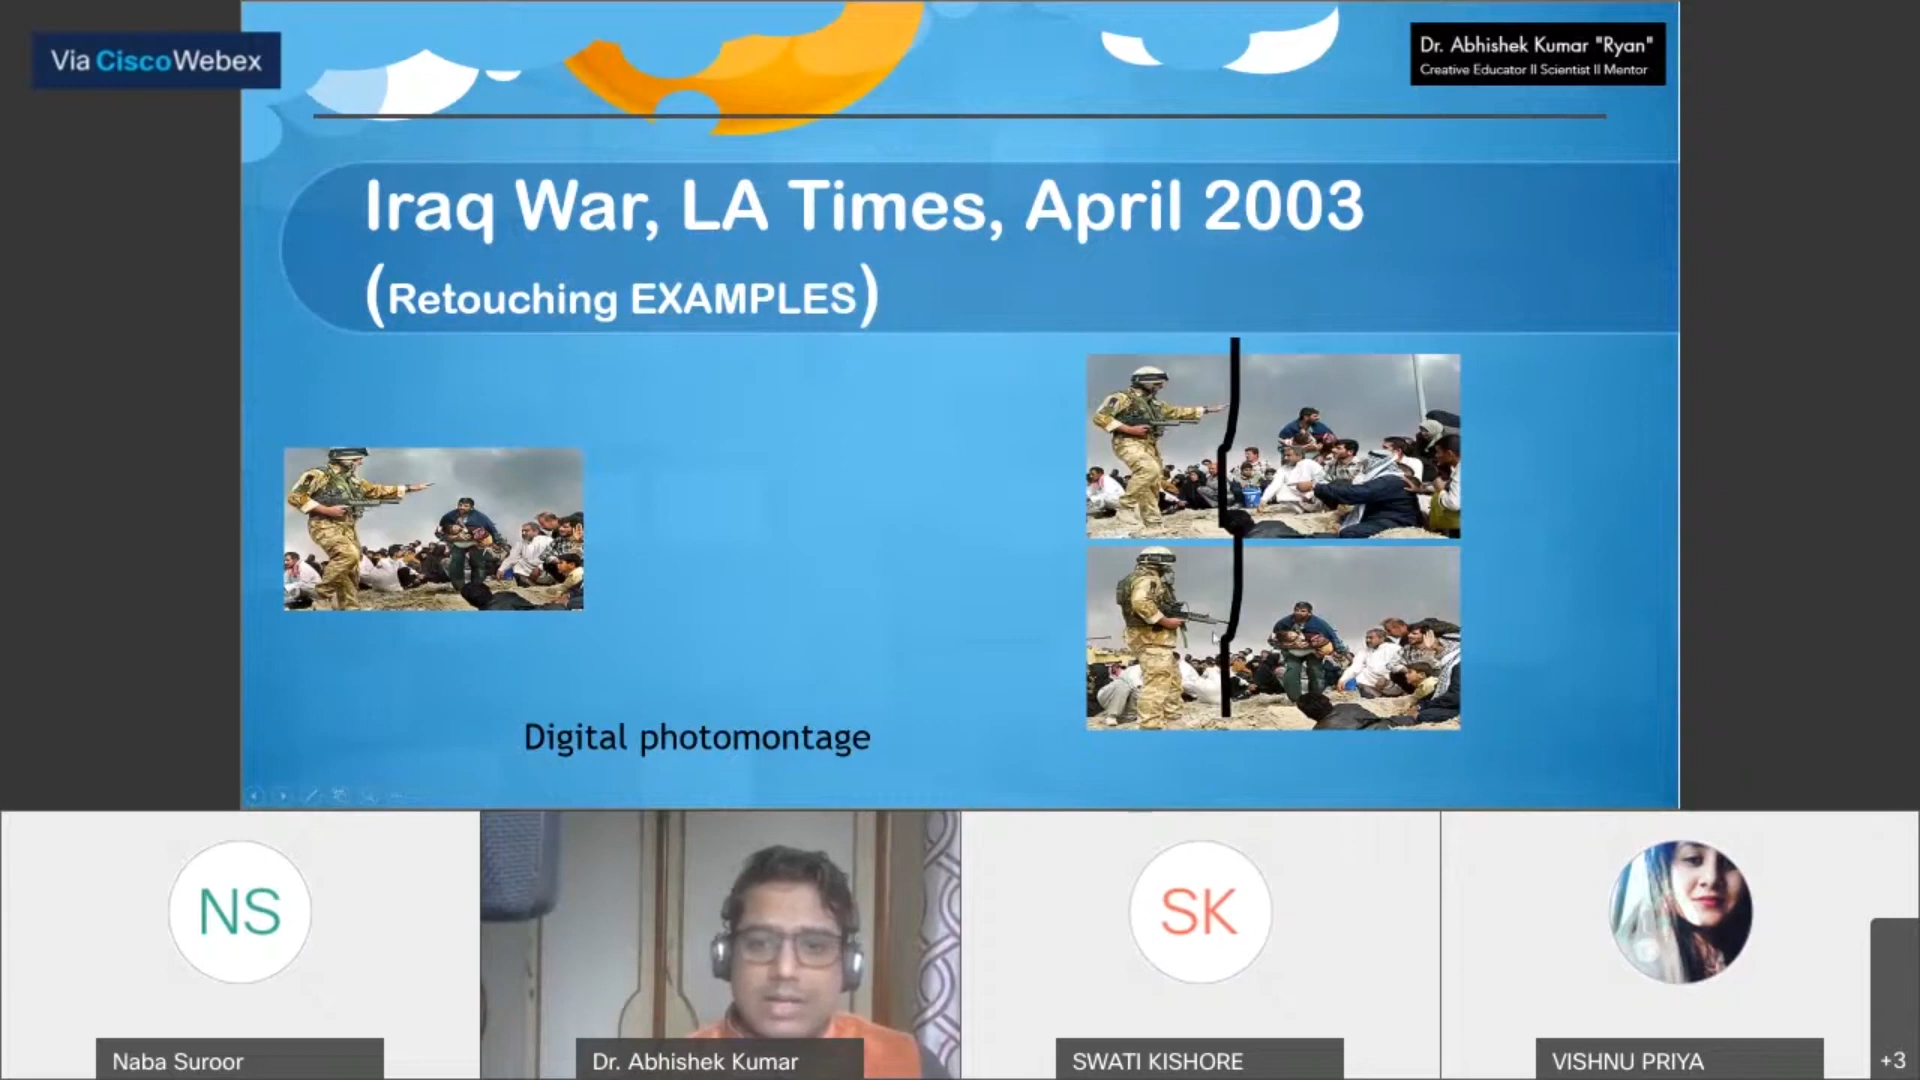 Via CiscoWebex
Dr. Abhishek Kumar "Ryan"
Creative Educator II Scientist II Mentor
Iraq War, LA Times, April 2003
(Retouching EXAMPLES)
Digital photomontage
NS
SK
Naba Suroor
Dr. Abhishek Kumar
SWATI KISHORE
VISHNU PRIYA
+3